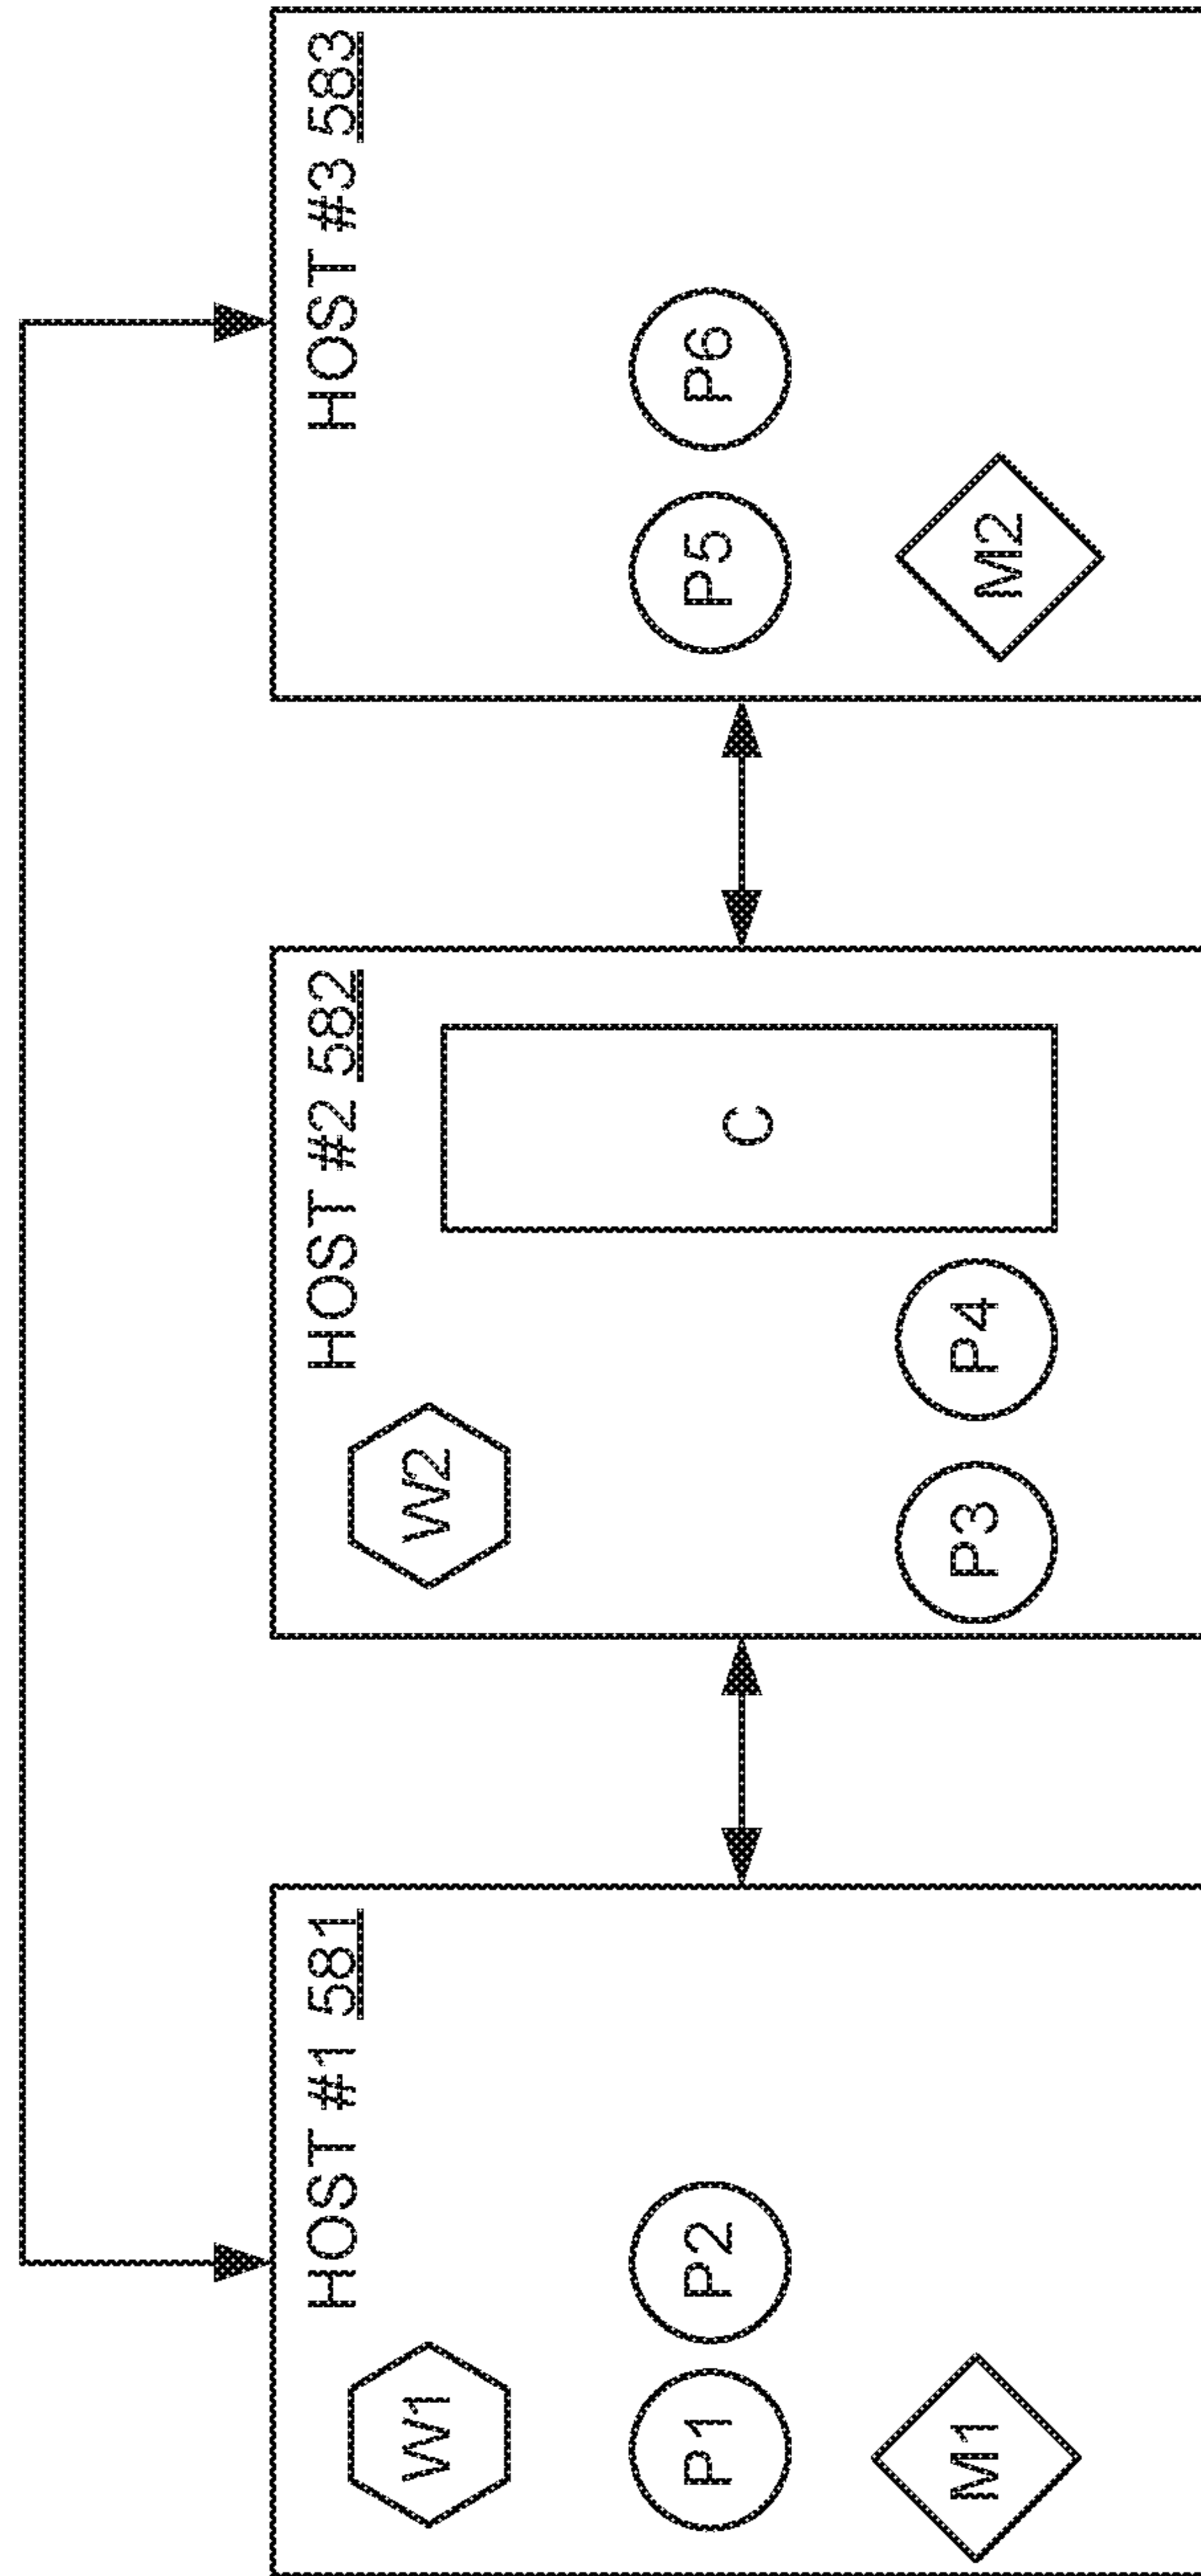 HOST #1 581
W1
P1 P2
M1
HOST #2 582
W2
C
P3 P4
HOST #3 583
P5 P6
M2